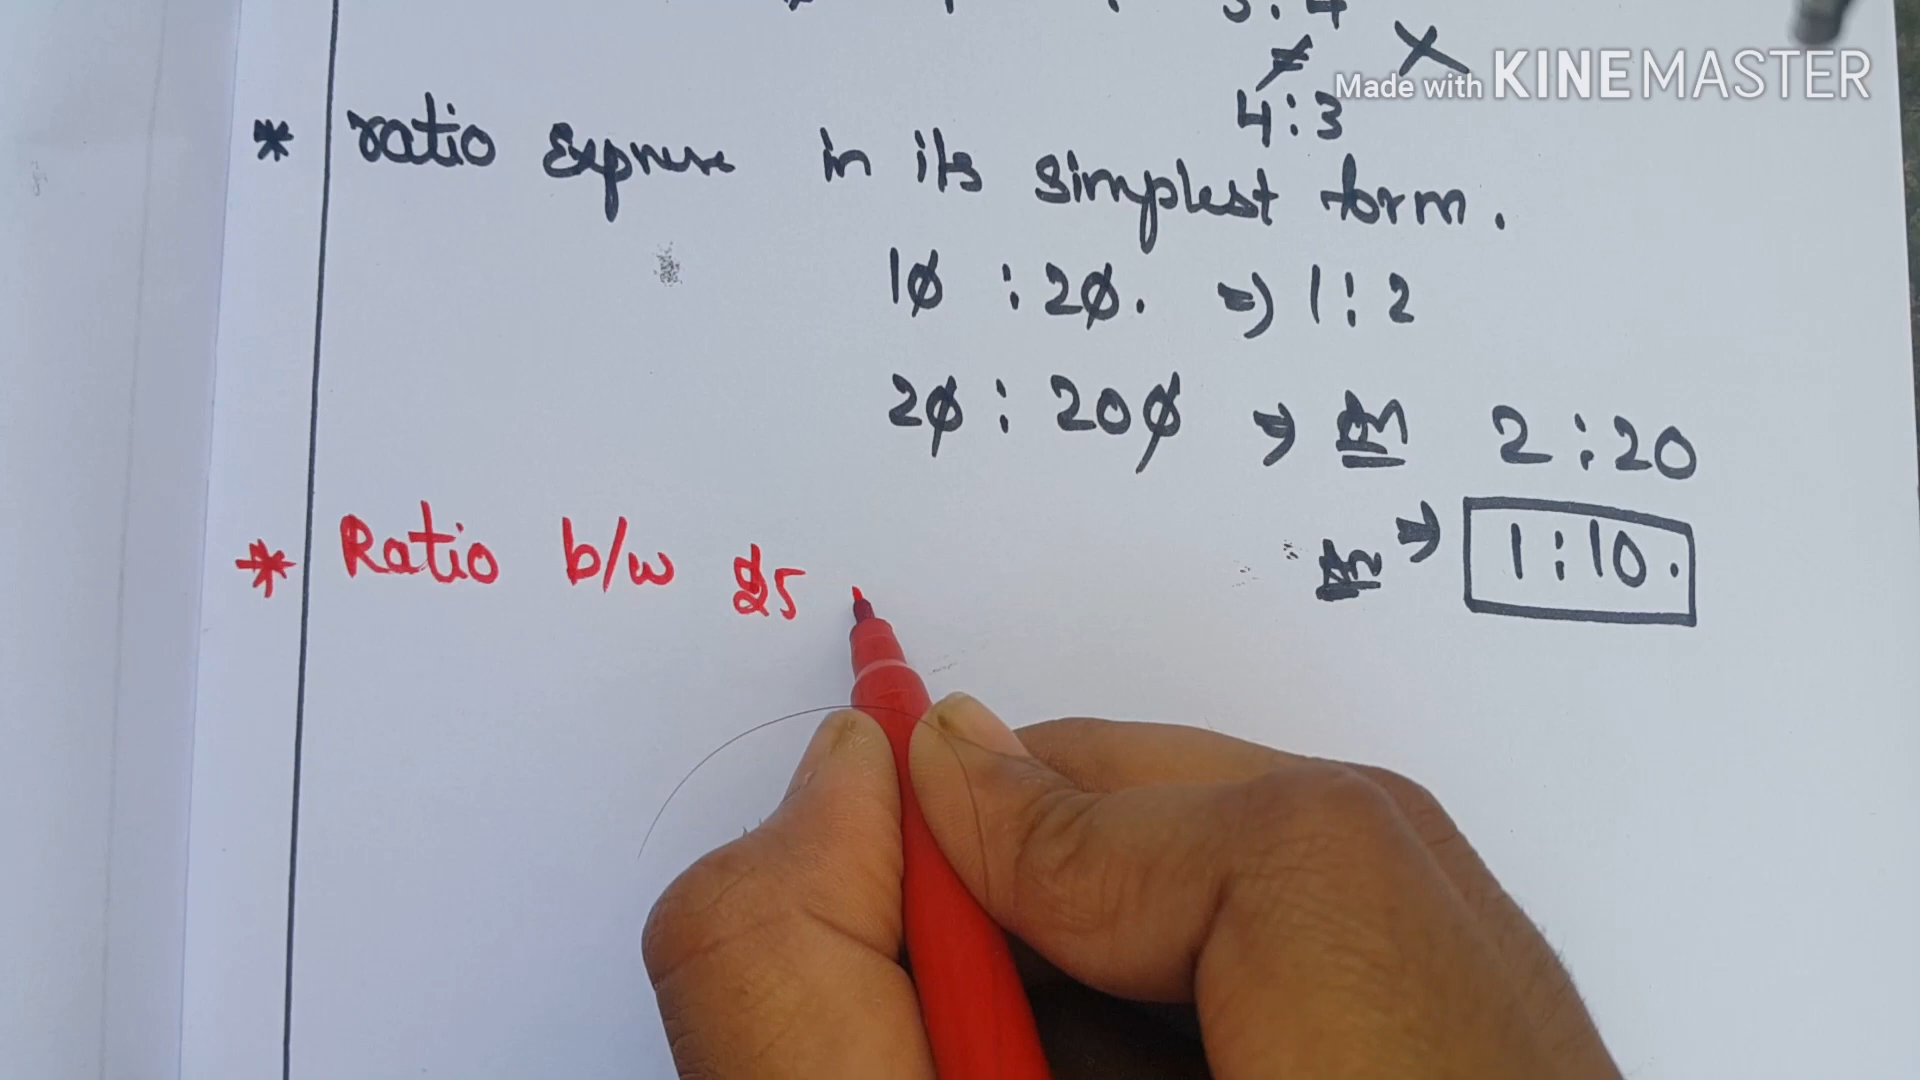 Made with KINEMASTER
≠ ×
4:3
* ratio Express in its simplest form.
10 : 20. ⇒ 1:2
20 : 200 ⇒ 2:20
⇒ 1:10.
* Ratio b/w 25